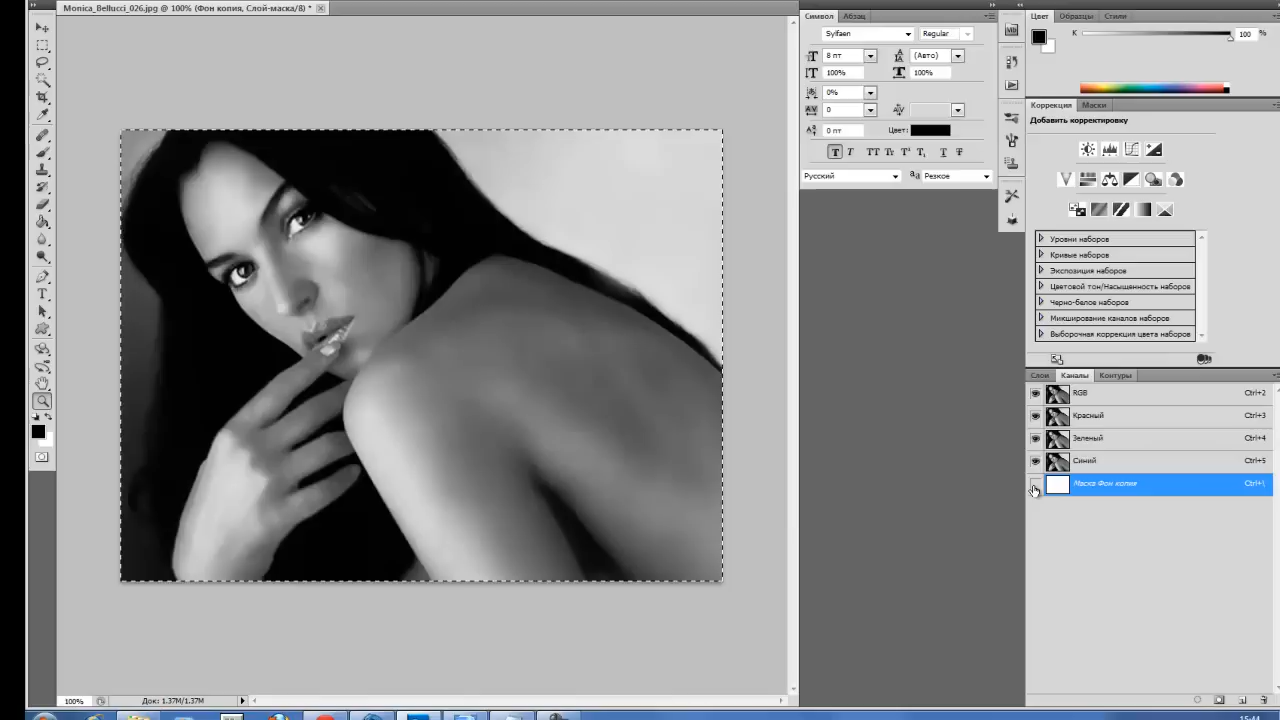 Monica_Bellucci_026.jpg @ 100% (Фон копия, Слой-маска/8) *
Символ Абзац
Sylfaen Regular
8 пт (Авто)
100% 100%
0%
0
0 пт Цвет:
Русский Резкое
Цвет Образцы Стили
K 100 %
Коррекция Маски
Добавить корректировку
Уровни наборов
Кривые наборов
Экспозиция наборов
Цветовой тон/Насыщенность наборов
Черно-белое наборов
Микширование каналов наборов
Выборочная коррекция цвета наборов
Слои Каналы Контуры
RGB Ctrl+2
Красный Ctrl+3
Зеленый Ctrl+4
Синий Ctrl+5
Маска Фон копия Ctrl+\
100% Док: 1.37M/1.37M
15:44